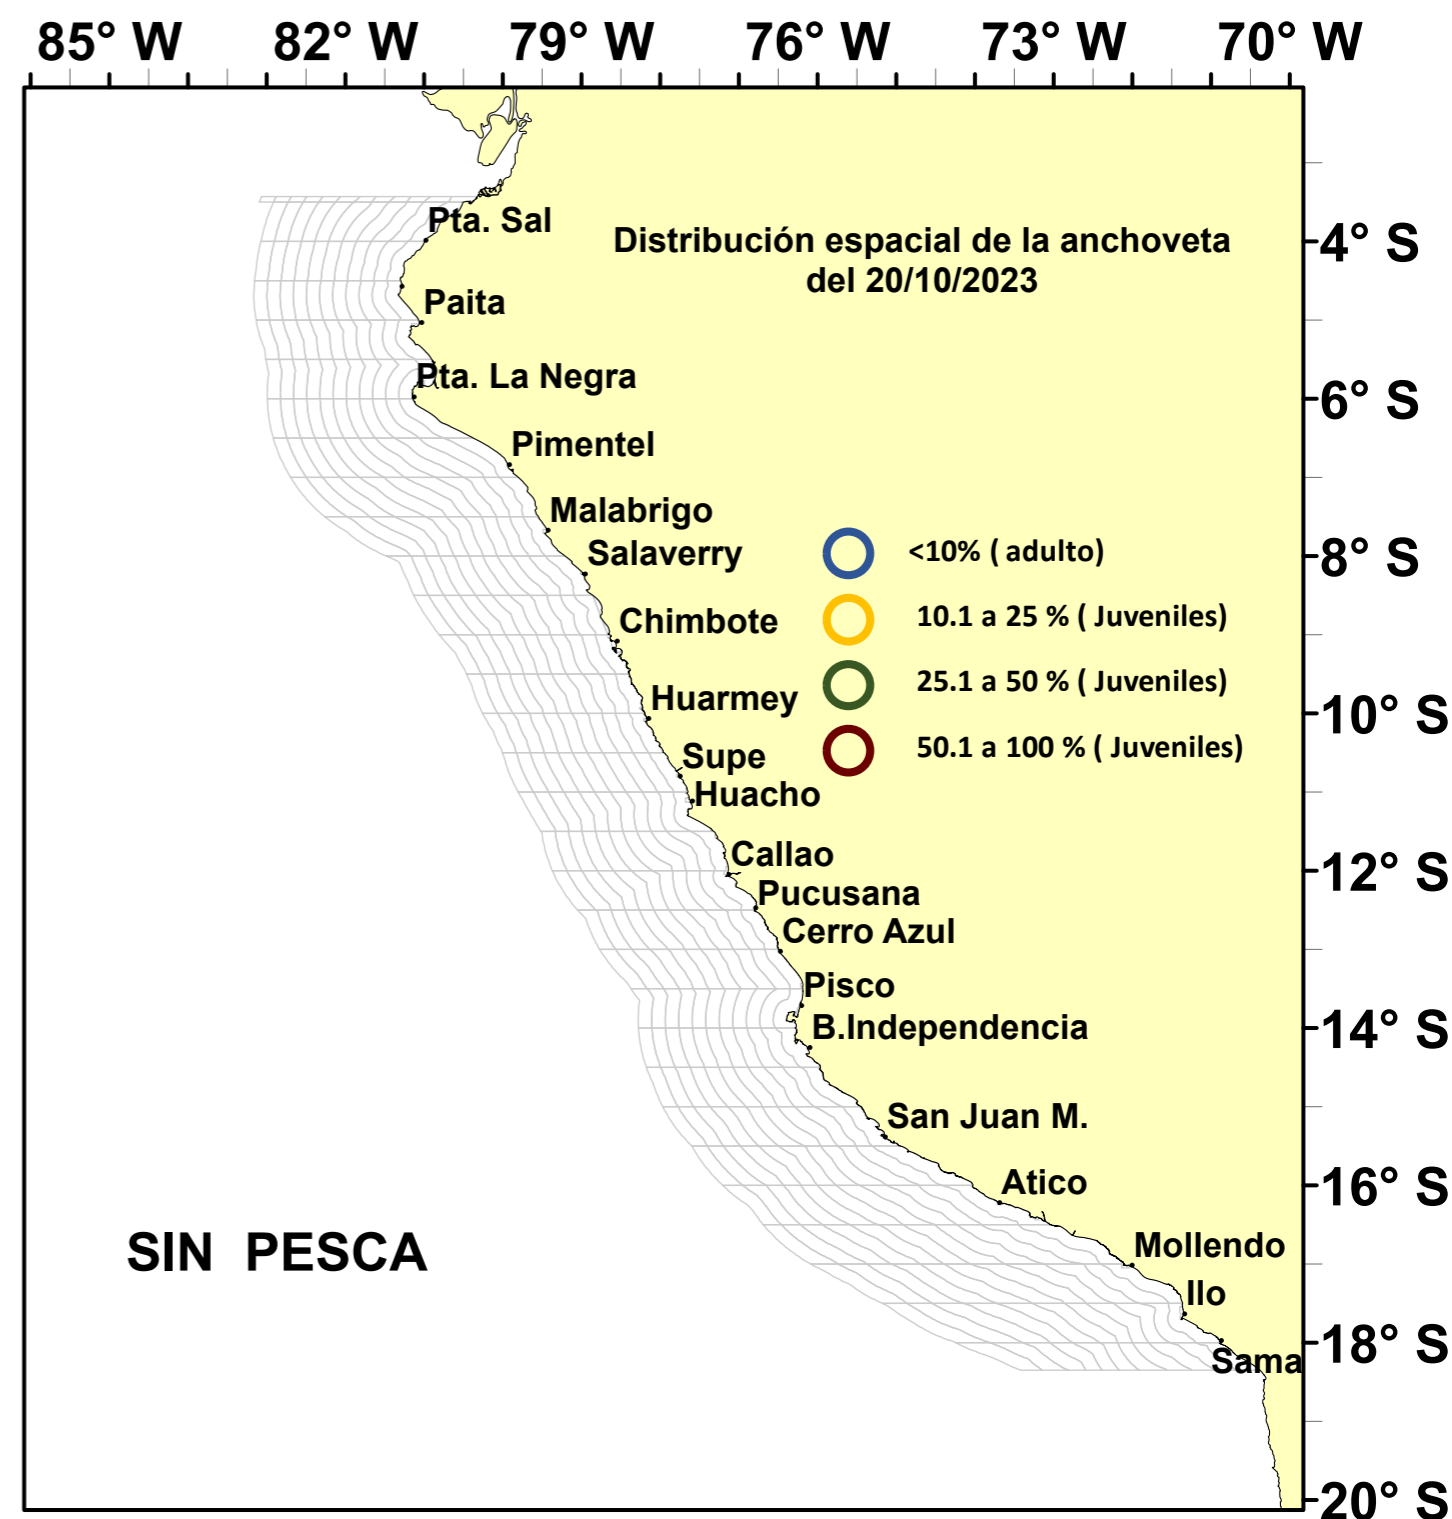 85° W 82° W 79° W 76° W 73° W 70° W
Pta. Sal
Distribución espacial de la anchoveta
del 20/10/2023
4° S
Paita
Pta. La Negra
6° S
Pimentel
Malabrigo
Salaverry
<10% ( adulto)
8° S
Chimbote
10.1 a 25 % ( Juveniles)
25.1 a 50 % ( Juveniles)
Huarmey
10° S
50.1 a 100 % ( Juveniles)
Supe
Huacho
Callao
12° S
Pucusana
Cerro Azul
Pisco
B.Independencia
14° S
San Juan M.
Atico
16° S
SIN PESCA
Mollendo
Ilo
18° S
Sama
20° S